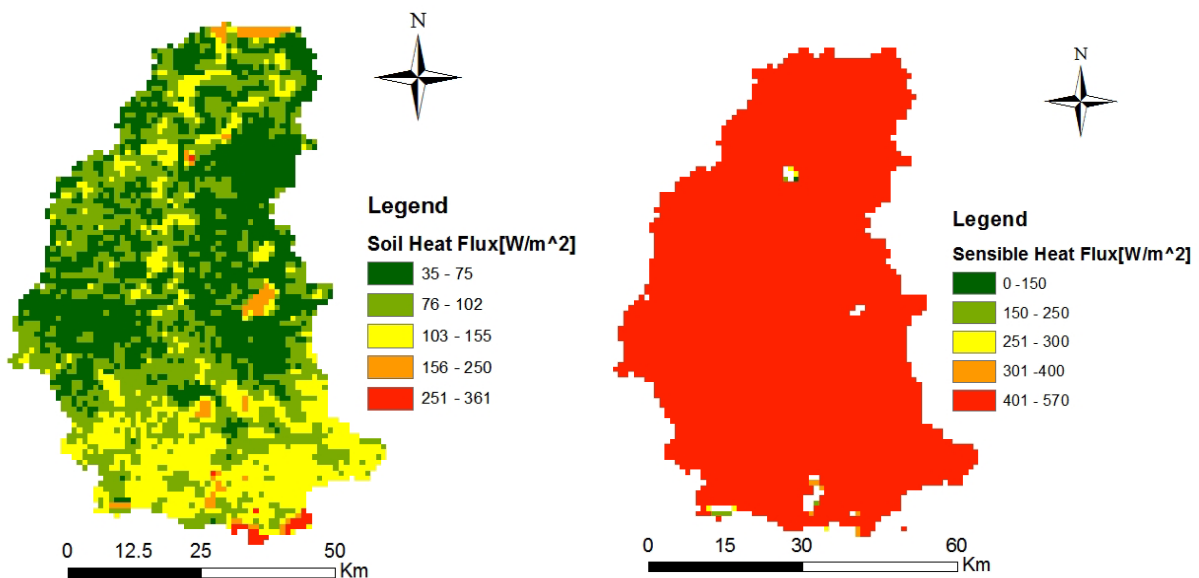 N
Legend
Soil Heat Flux[W/m^2]
35 - 75
76 - 102
103 - 155
156 - 250
251 - 361
0 12.5 25 50
Km
N
Legend
Sensible Heat Flux[W/m^2]
0 -150
150 - 250
251 - 300
301 -400
401 - 570
0 15 30 60
Km